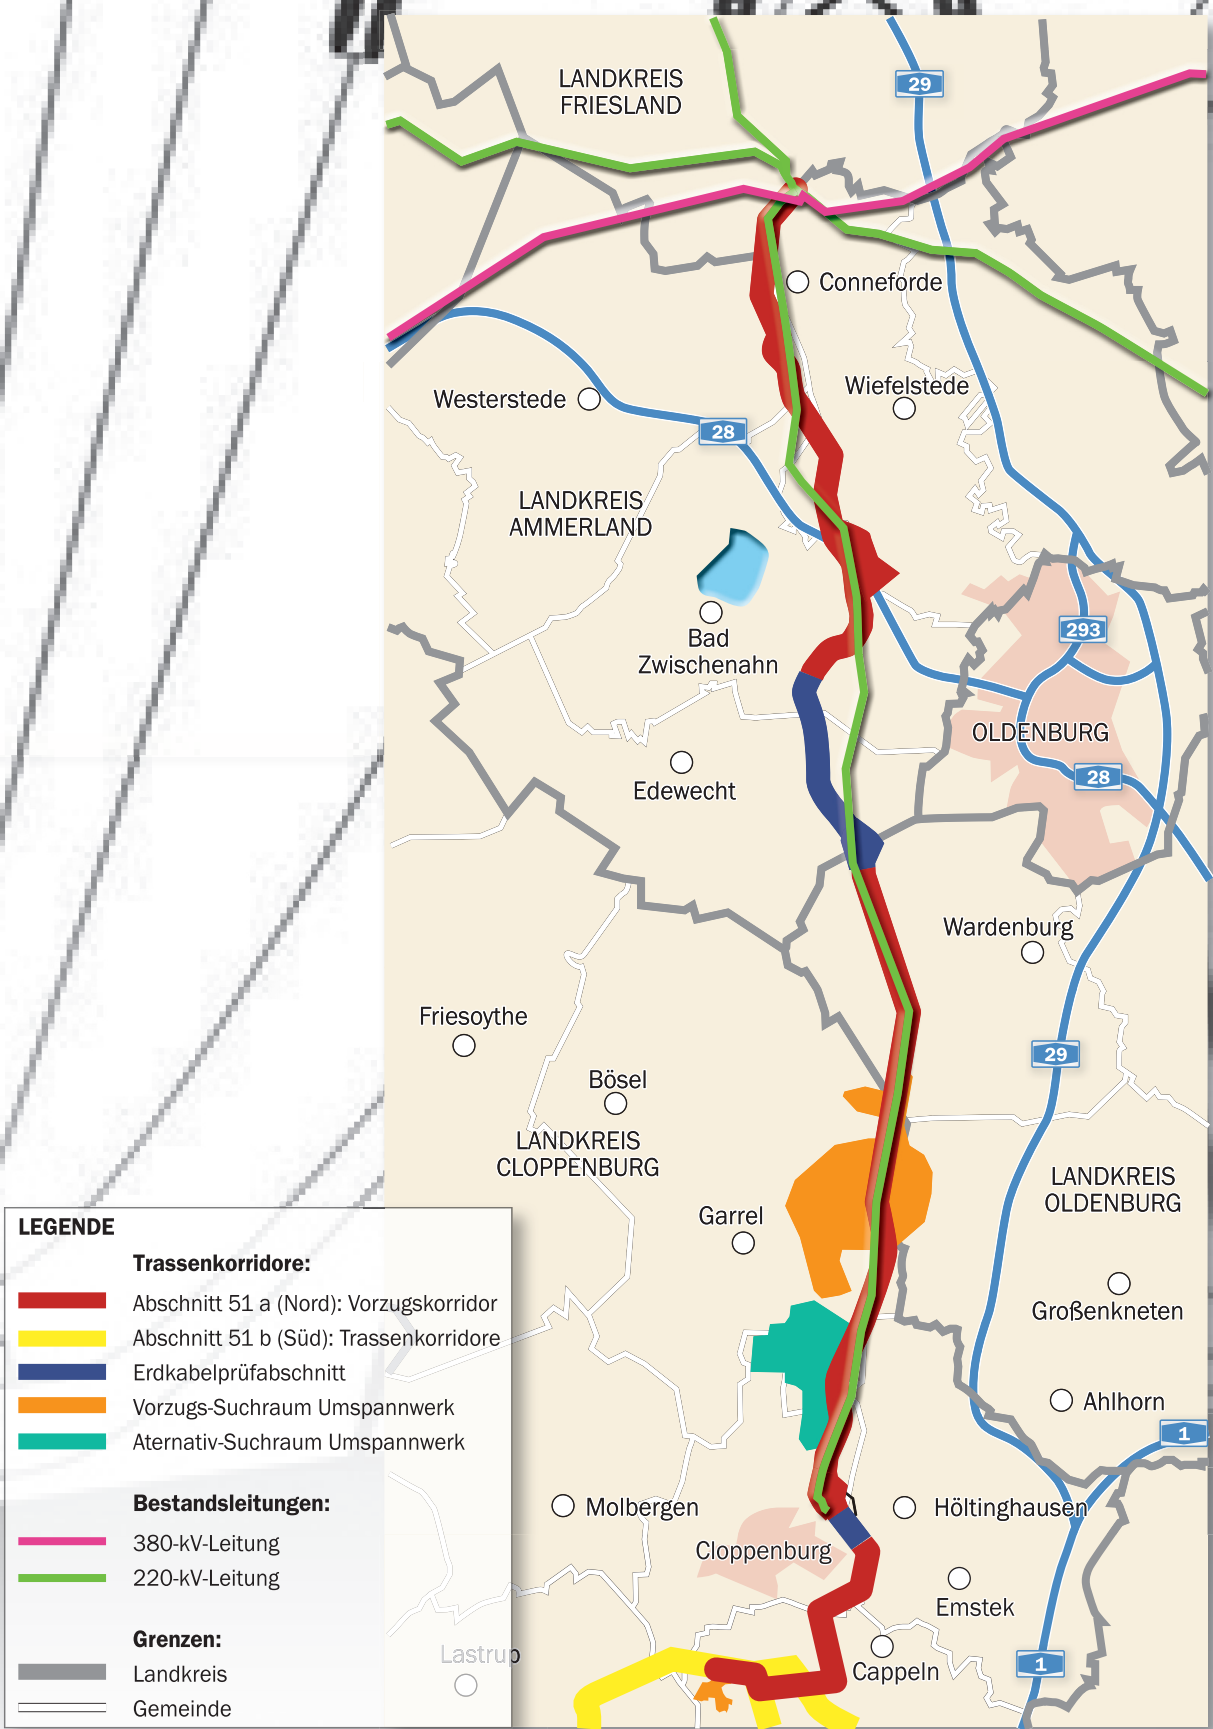 LANDKREIS
FRIESLAND
29
Conneforde
Wiefelstede
Westerstede
28
LANDKREIS
AMMERLAND
Bad
Zwischenahn
293
OLDENBURG
28
Edewecht
Wardenburg
Friesoythe
29
Bösel
LANDKREIS
CLOPPENBURG
LANDKREIS
OLDENBURG
Garrel
Großenkneten
Ahlhorn
1
Molbergen
Höltinghausen
Cloppenburg
Emstek
Cappeln
1
Lastrup
LEGENDE
Trassenkorridore:
Abschnitt 51 a (Nord): Vorzugskorridor
Abschnitt 51 b (Süd): Trassenkorridore
Erdkabelprüfabschnitt
Vorzugs-Suchraum Umspannwerk
Aternativ-Suchraum Umspannwerk
Bestandsleitungen:
380-kV-Leitung
220-kV-Leitung
Grenzen:
Landkreis
Gemeinde